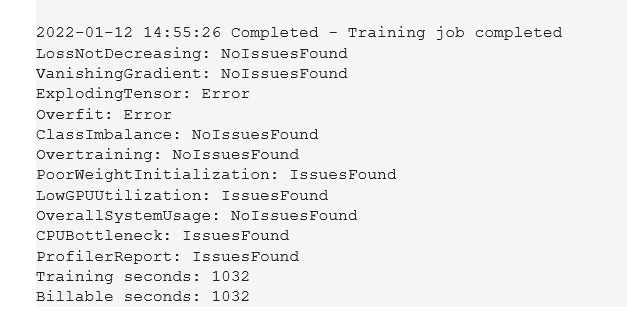 2022-01-12 14:55:26 Completed – Training job completed
LossNotDecreasing: NoIssuesFound
VanishingGradient: NoIssuesFound
ExplodingTensor: Error
Overfit: Error
ClassImbalance: NoIssuesFound
Overtraining: NoIssuesFound
PoorWeightInitialization: IssuesFound
LowGPUUtilization: IssuesFound
OverallSystemUsage: NoIssuesFound
CPUBottleneck: IssuesFound
ProfilerReport: IssuesFound
Training seconds: 1032
Billable seconds: 1032